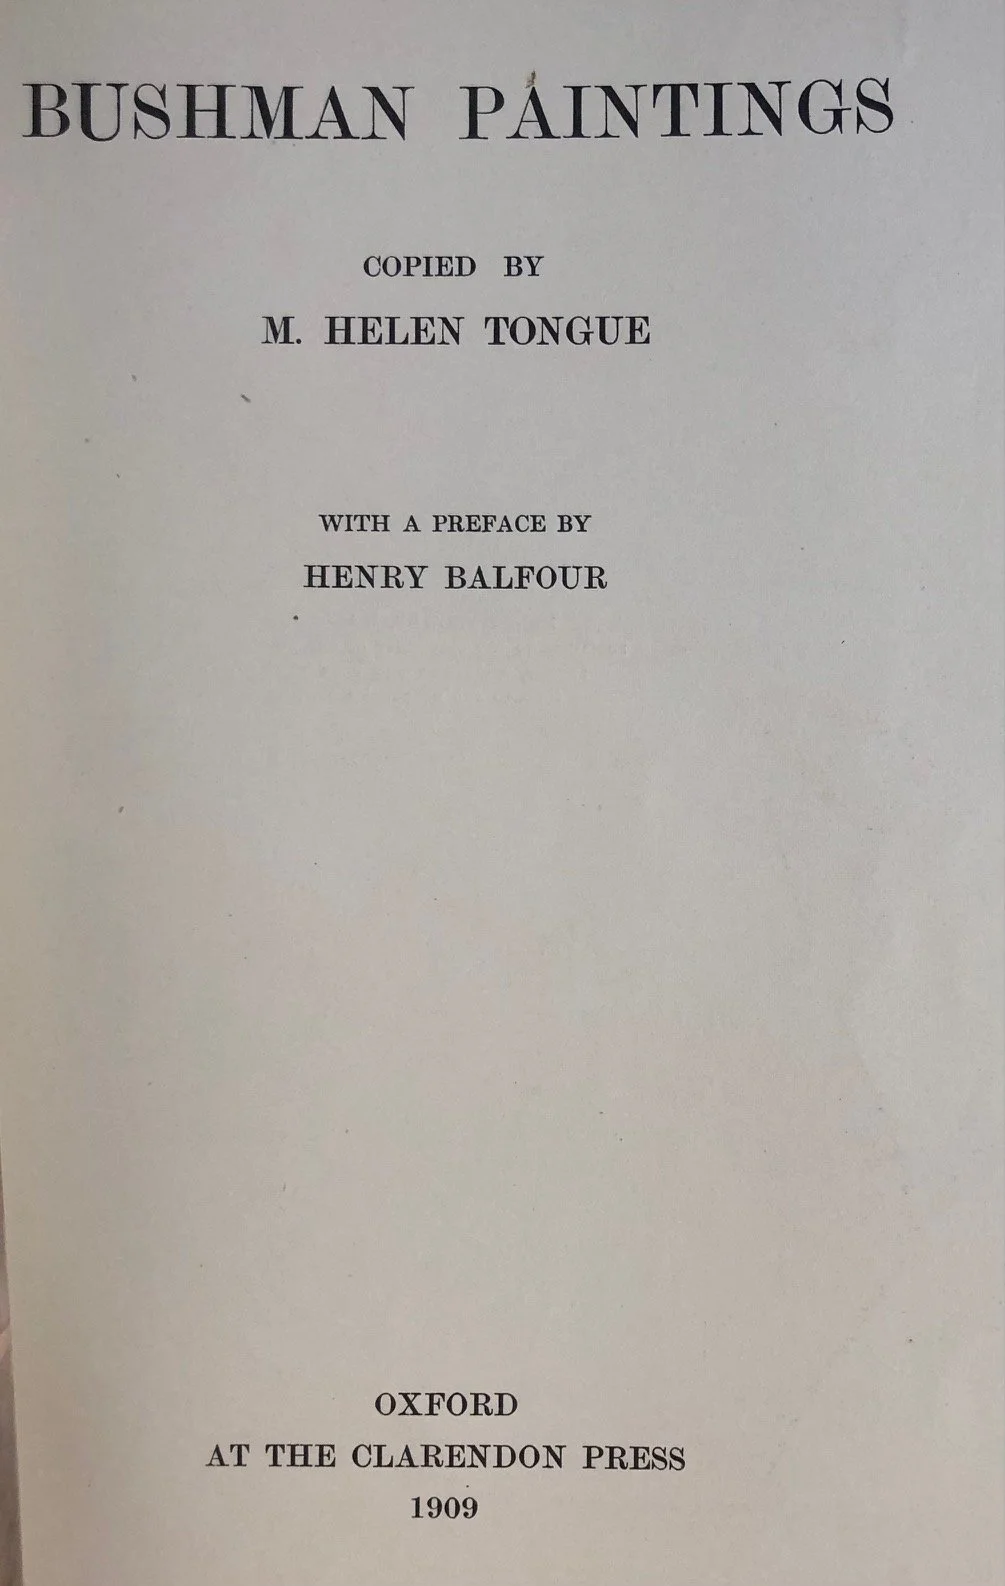 BUSHMAN PAINTINGS
COPIED BY
M. HELEN TONGUE
WITH A PREFACE BY
HENRY BALFOUR
OXFORD
AT THE CLARENDON PRESS
1909